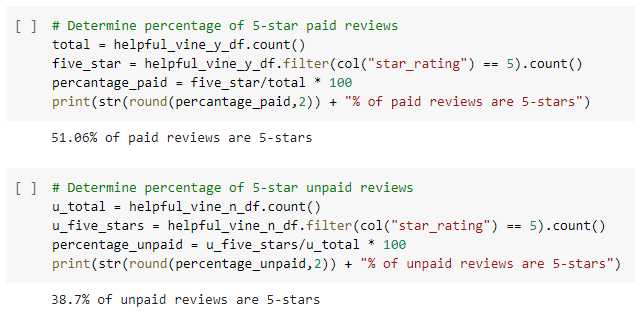 [ ] # Determine percentage of 5-star paid reviews
total = helpful_vine_y_df.count()
five_star = helpful_vine_y_df.filter(col("star_rating") == 5).count()
percantage_paid = five_star/total * 100
print(str(round(percantage_paid,2)) + "% of paid reviews are 5-stars")
51.06% of paid reviews are 5-stars
[ ] # Determine percentage of 5-star unpaid reviews
u_total = helpful_vine_n_df.count()
u_five_stars = helpful_vine_n_df.filter(col("star_rating") == 5).count()
percentage_unpaid = u_five_stars/u_total * 100
print(str(round(percentage_unpaid,2)) + "% of unpaid reviews are 5-stars")
38.7% of unpaid reviews are 5-stars